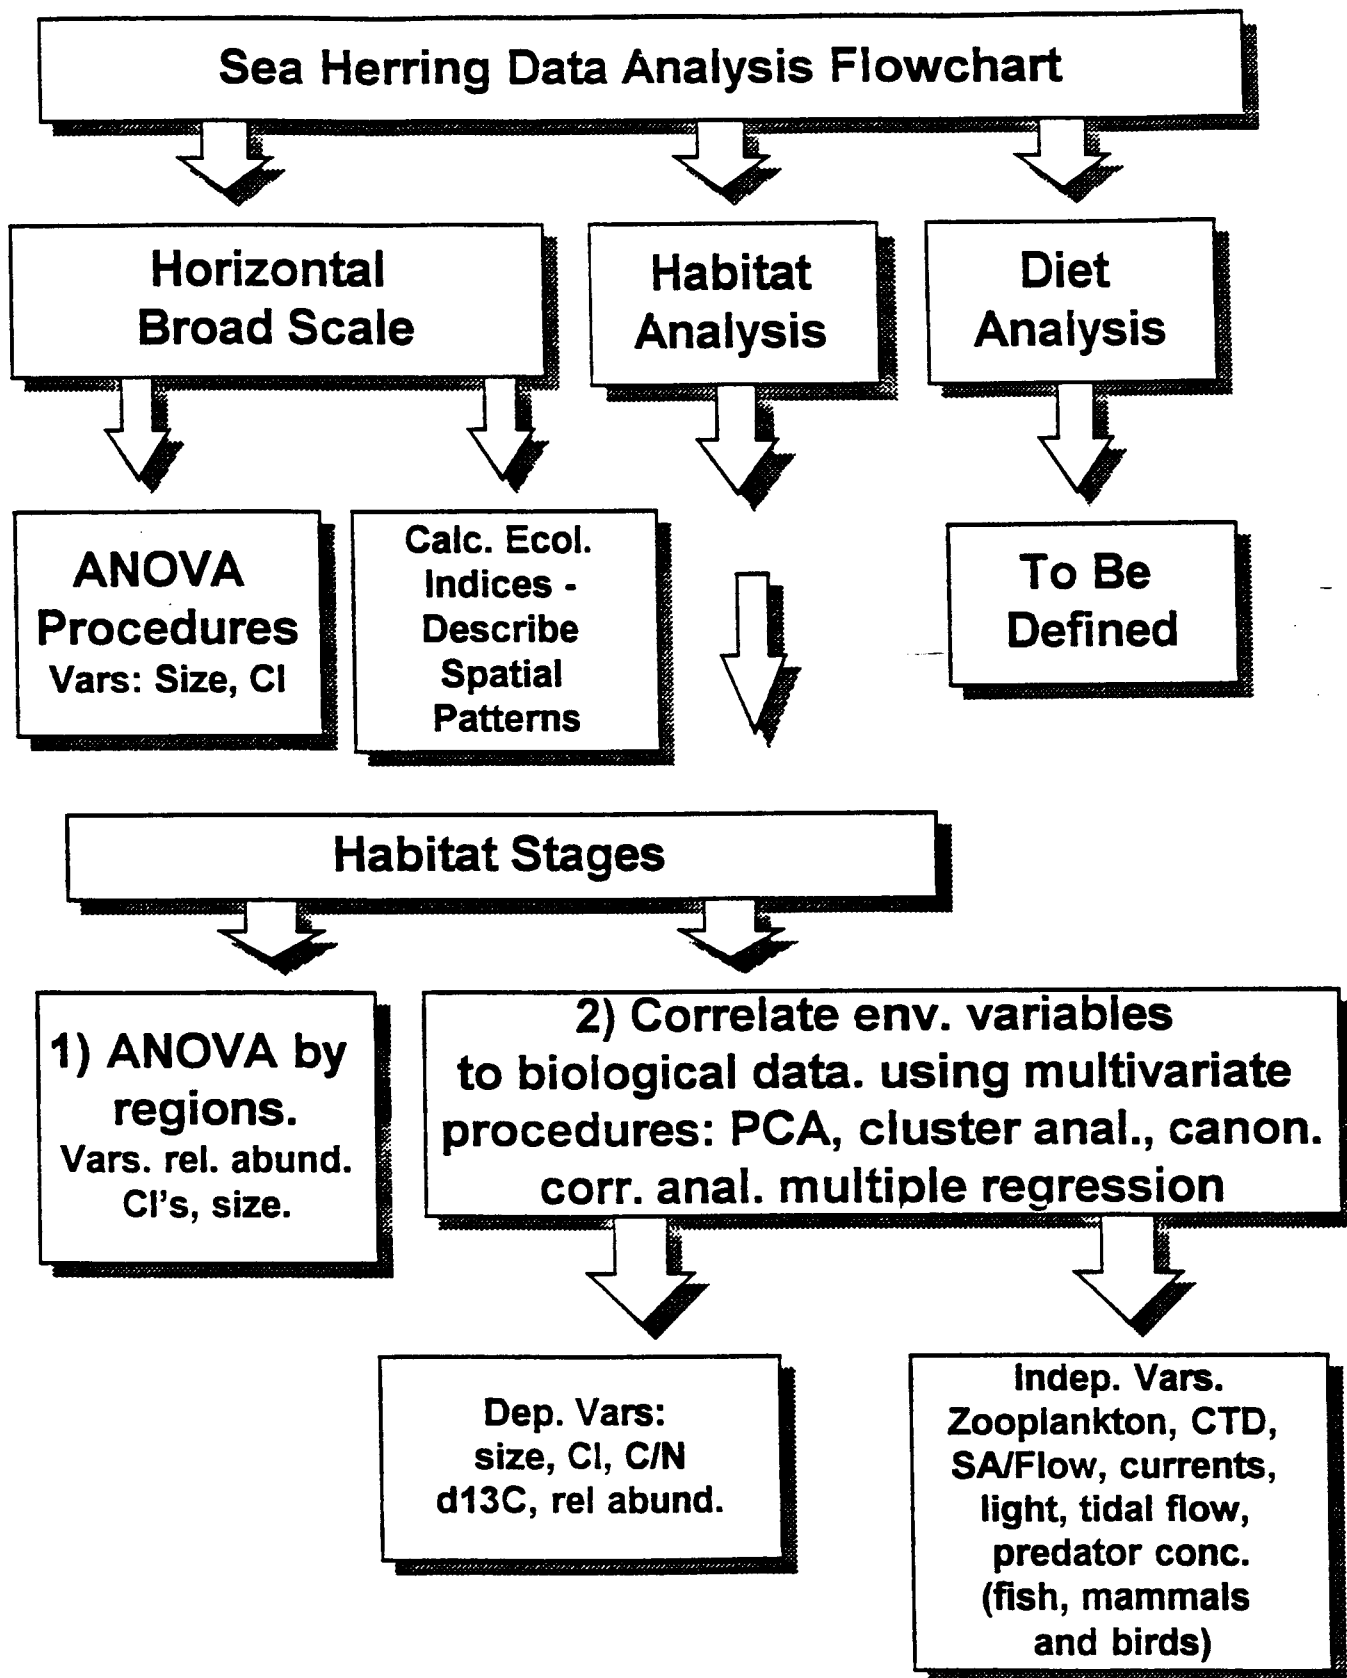 Sea Herring Data Analysis Flowchart
Horizontal
Broad Scale
Habitat
Analysis
Diet
Analysis
ANOVA
Procedures
Vars: Size, CI
Calc. Ecol.
Indices -
Describe
Spatial
Patterns
To Be
Defined
Habitat Stages
1) ANOVA by
regions.
Vars. rel. abund.
CI's, size.
2) Correlate env. variables
to biological data. using multivariate
procedures: PCA, cluster anal., canon.
corr. anal. multiple regression
Dep. Vars:
size, CI, C/N
d13C, rel abund.
Indep. Vars.
Zooplankton, CTD,
SA/Flow, currents,
light, tidal flow,
predator conc.
(fish, mammals
and birds)